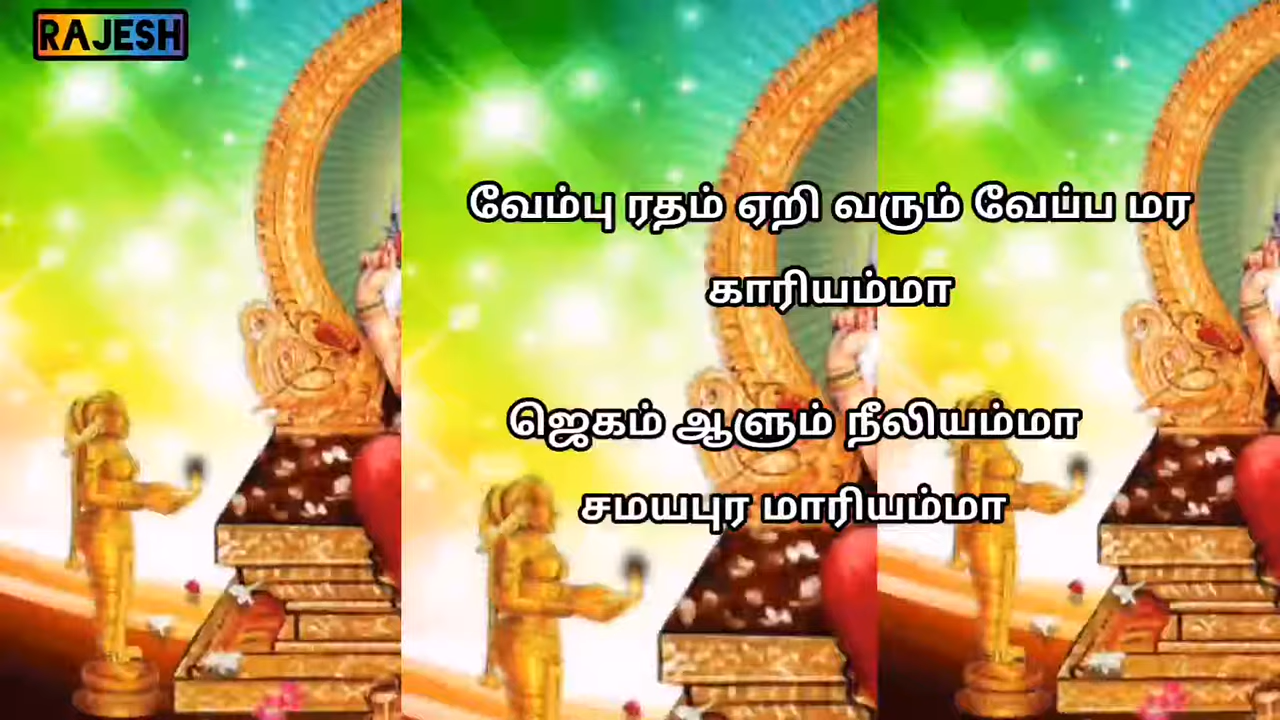 RAJESH
வேம்பு ரதம் ஏறி வரும் வேப்ப மர
காரியம்மா
ஜெகம் ஆளும் நீலியம்மா
சமயபுர மாரியம்மா